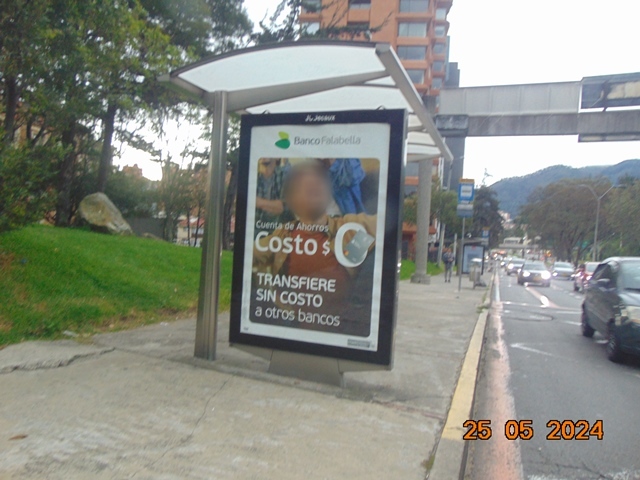 JCDecaux
Banco Falabella
Cuenta de Ahorros
Costo $0
TRANSFIERE
SIN COSTO
a otros bancos
25 05 2024